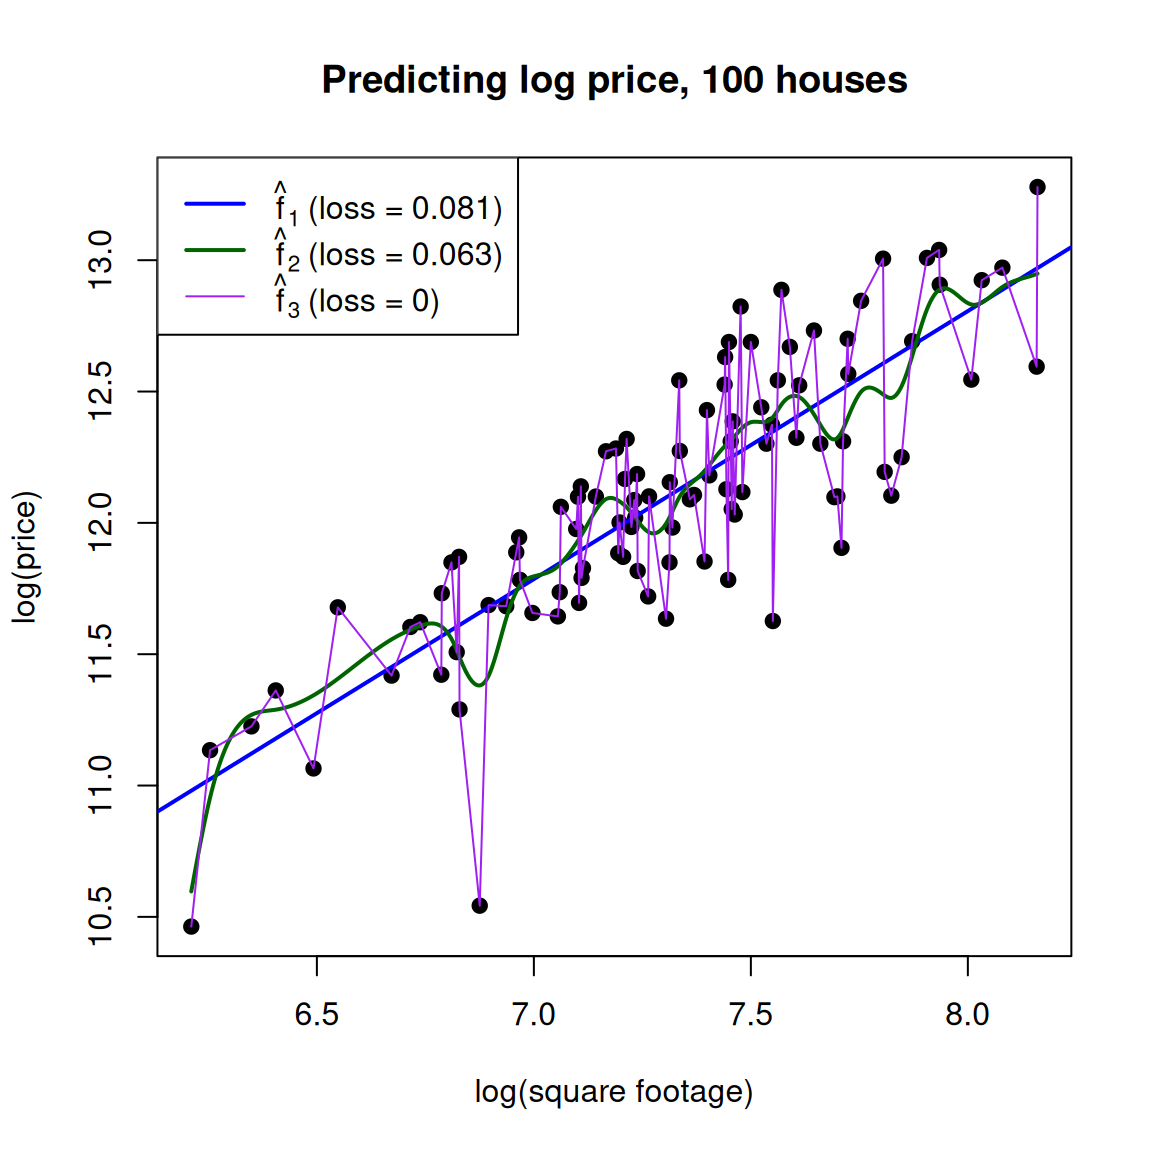 Predicting log price, 100 houses
f̂₁ (loss = 0.081)
f̂₂ (loss = 0.063)
f̂₃ (loss = 0)
log(price)
13.0
12.5
12.0
11.5
11.0
10.5
6.5 7.0 7.5 8.0
log(square footage)